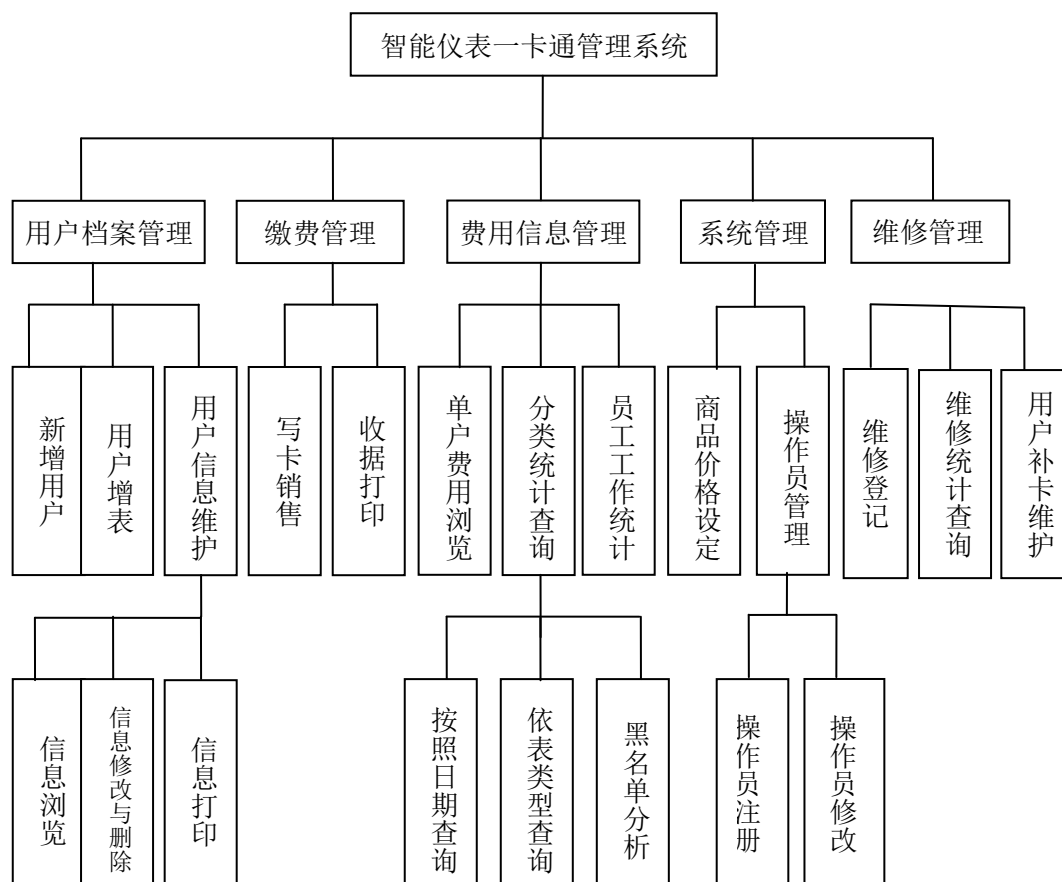 智能仪表一卡通管理系统
用户档案管理
缴费管理
费用信息管理
系统管理
维修管理
新增用户
用户增表
用户信息维护
写卡销售
收据打印
单户费用浏览
分类统计查询
员工工作统计
商品价格设定
操作员管理
维修登记
维修统计查询
用户补卡维护
信息浏览
信息修改与删除
信息打印
按照日期查询
依表类型查询
黑名单分析
操作员注册
操作员修改